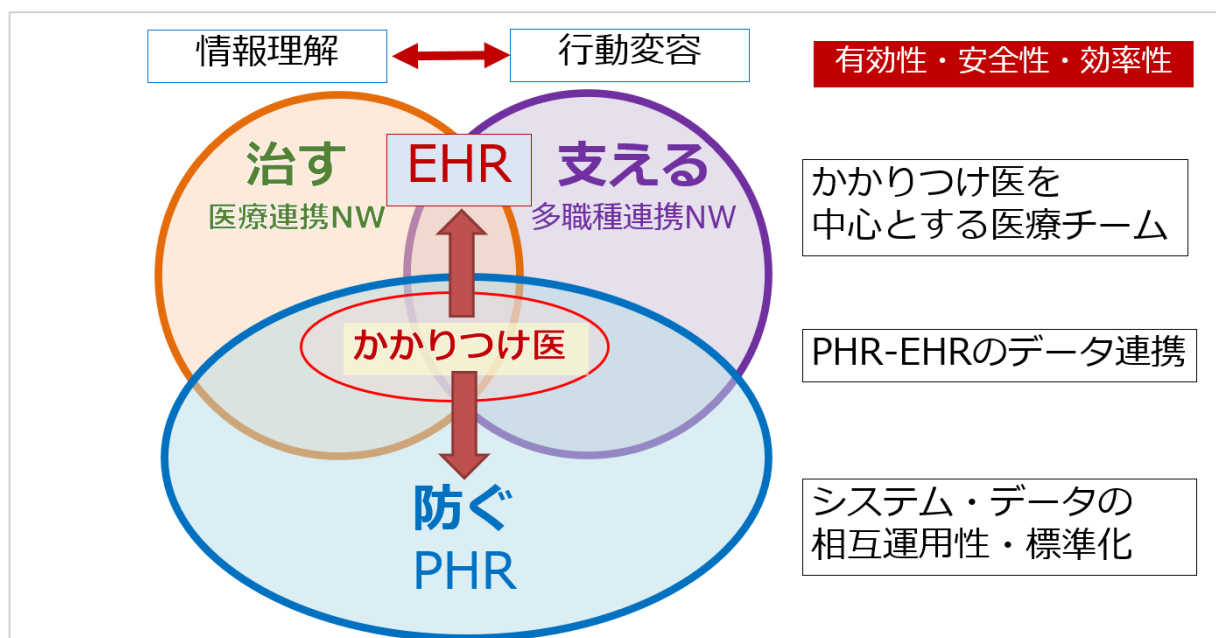 情報理解
行動変容
有効性・安全性・効率性
治す
医療連携NW
EHR
支える
多職種連携NW
かかりつけ医を
中心とする医療チーム
かかりつけ医
PHR-EHRのデータ連携
防ぐ
PHR
システム・データの
相互運用性・標準化